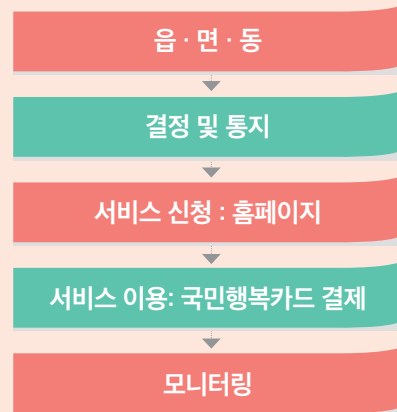 읍 · 면 · 동
결정 및 통지
서비스 신청 : 홈페이지
서비스 이용: 국민행복카드 결제
모니터링